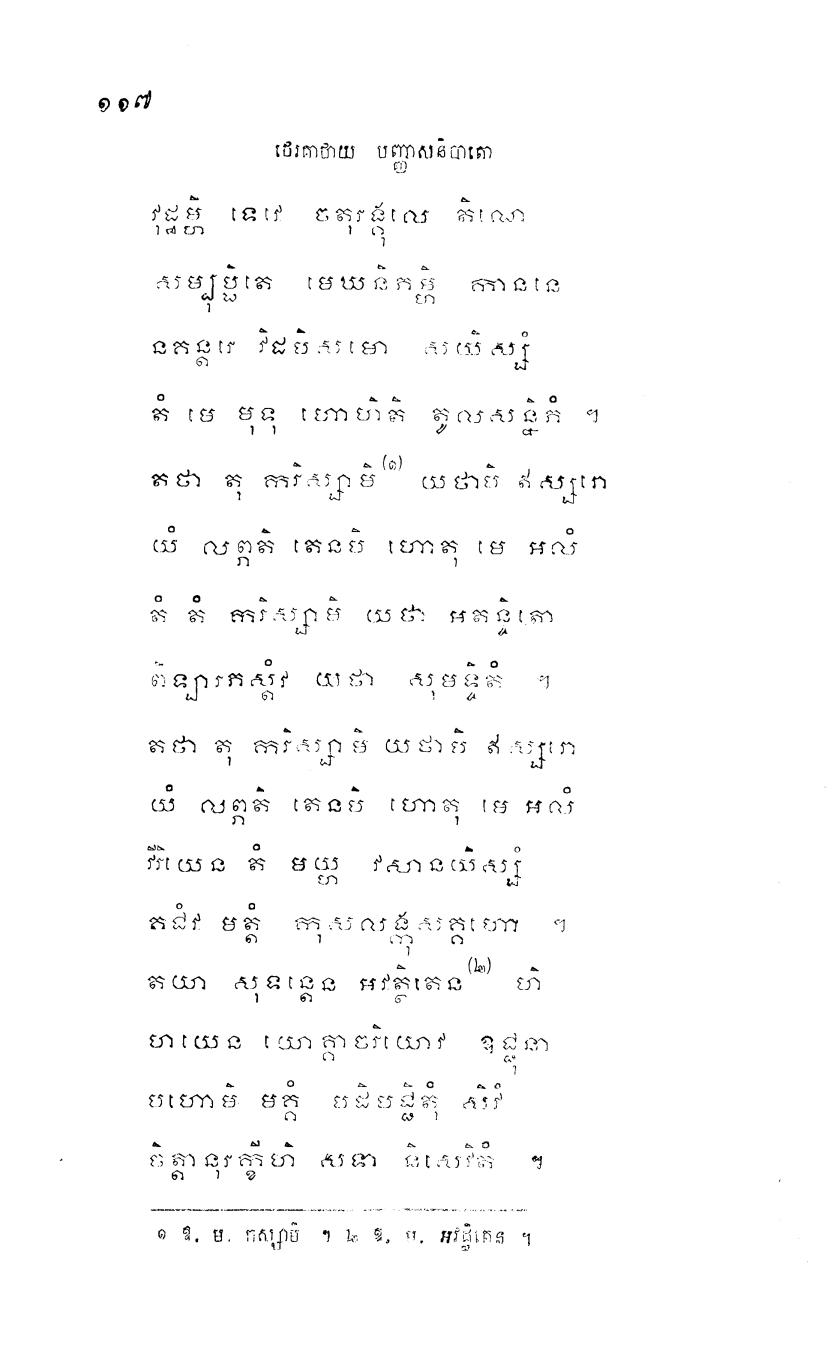 ១១៧
ថេរគាថាយ បញ្ញាសនិបាតោ
វុដ្ឋម្ហិ ទេវេ ចតុរង្គុលេ តិណេ
សម្បុប្ផិតេ មេឃនិភម្ហិ កាននេ
នគន្តរេ វិដបិសមោ សយិស្សំ
តំ មេ មុទុ ហោហិតិ តូលសន្និភំ ។
តថា តុ ករិស្សាមិ(១) យថាបិ ឥស្សរោ
យំ លព្ភតិ តេនបិ ហោតុ មេ អលំ
តំ តំ ករិស្សាមិ យថា អតន្ទិតោ
ពិឡារភស្តំវ យថា សុមទ្ទិតំ ។
តថា តុ ករិស្សាមិ យថាបិ ឥស្សរោ
យំ លព្ភតិ តេនបិ ហោតុ មេ អលំ
វីរិយេន តំ មយ្ហ វសានយិស្សំ
គជំវ មត្តំ កុសលង្កុសគ្គហោ ។
តយា សុទន្តេន អវត្ថិតេន(២) ហិ
ហយេន យោគ្គាចរិយោវ ឧជ្ជុនា
បហោមិ មគ្គំ បដិបជ្ជិតុំ សិវំ
ចិត្តានុរក្ខីហិ សទា និសេវិតំ ។
១ ឱ. ម. កស្សាមិ ។ ២ ឱ. ម. អវដ្ឋិតេន ។